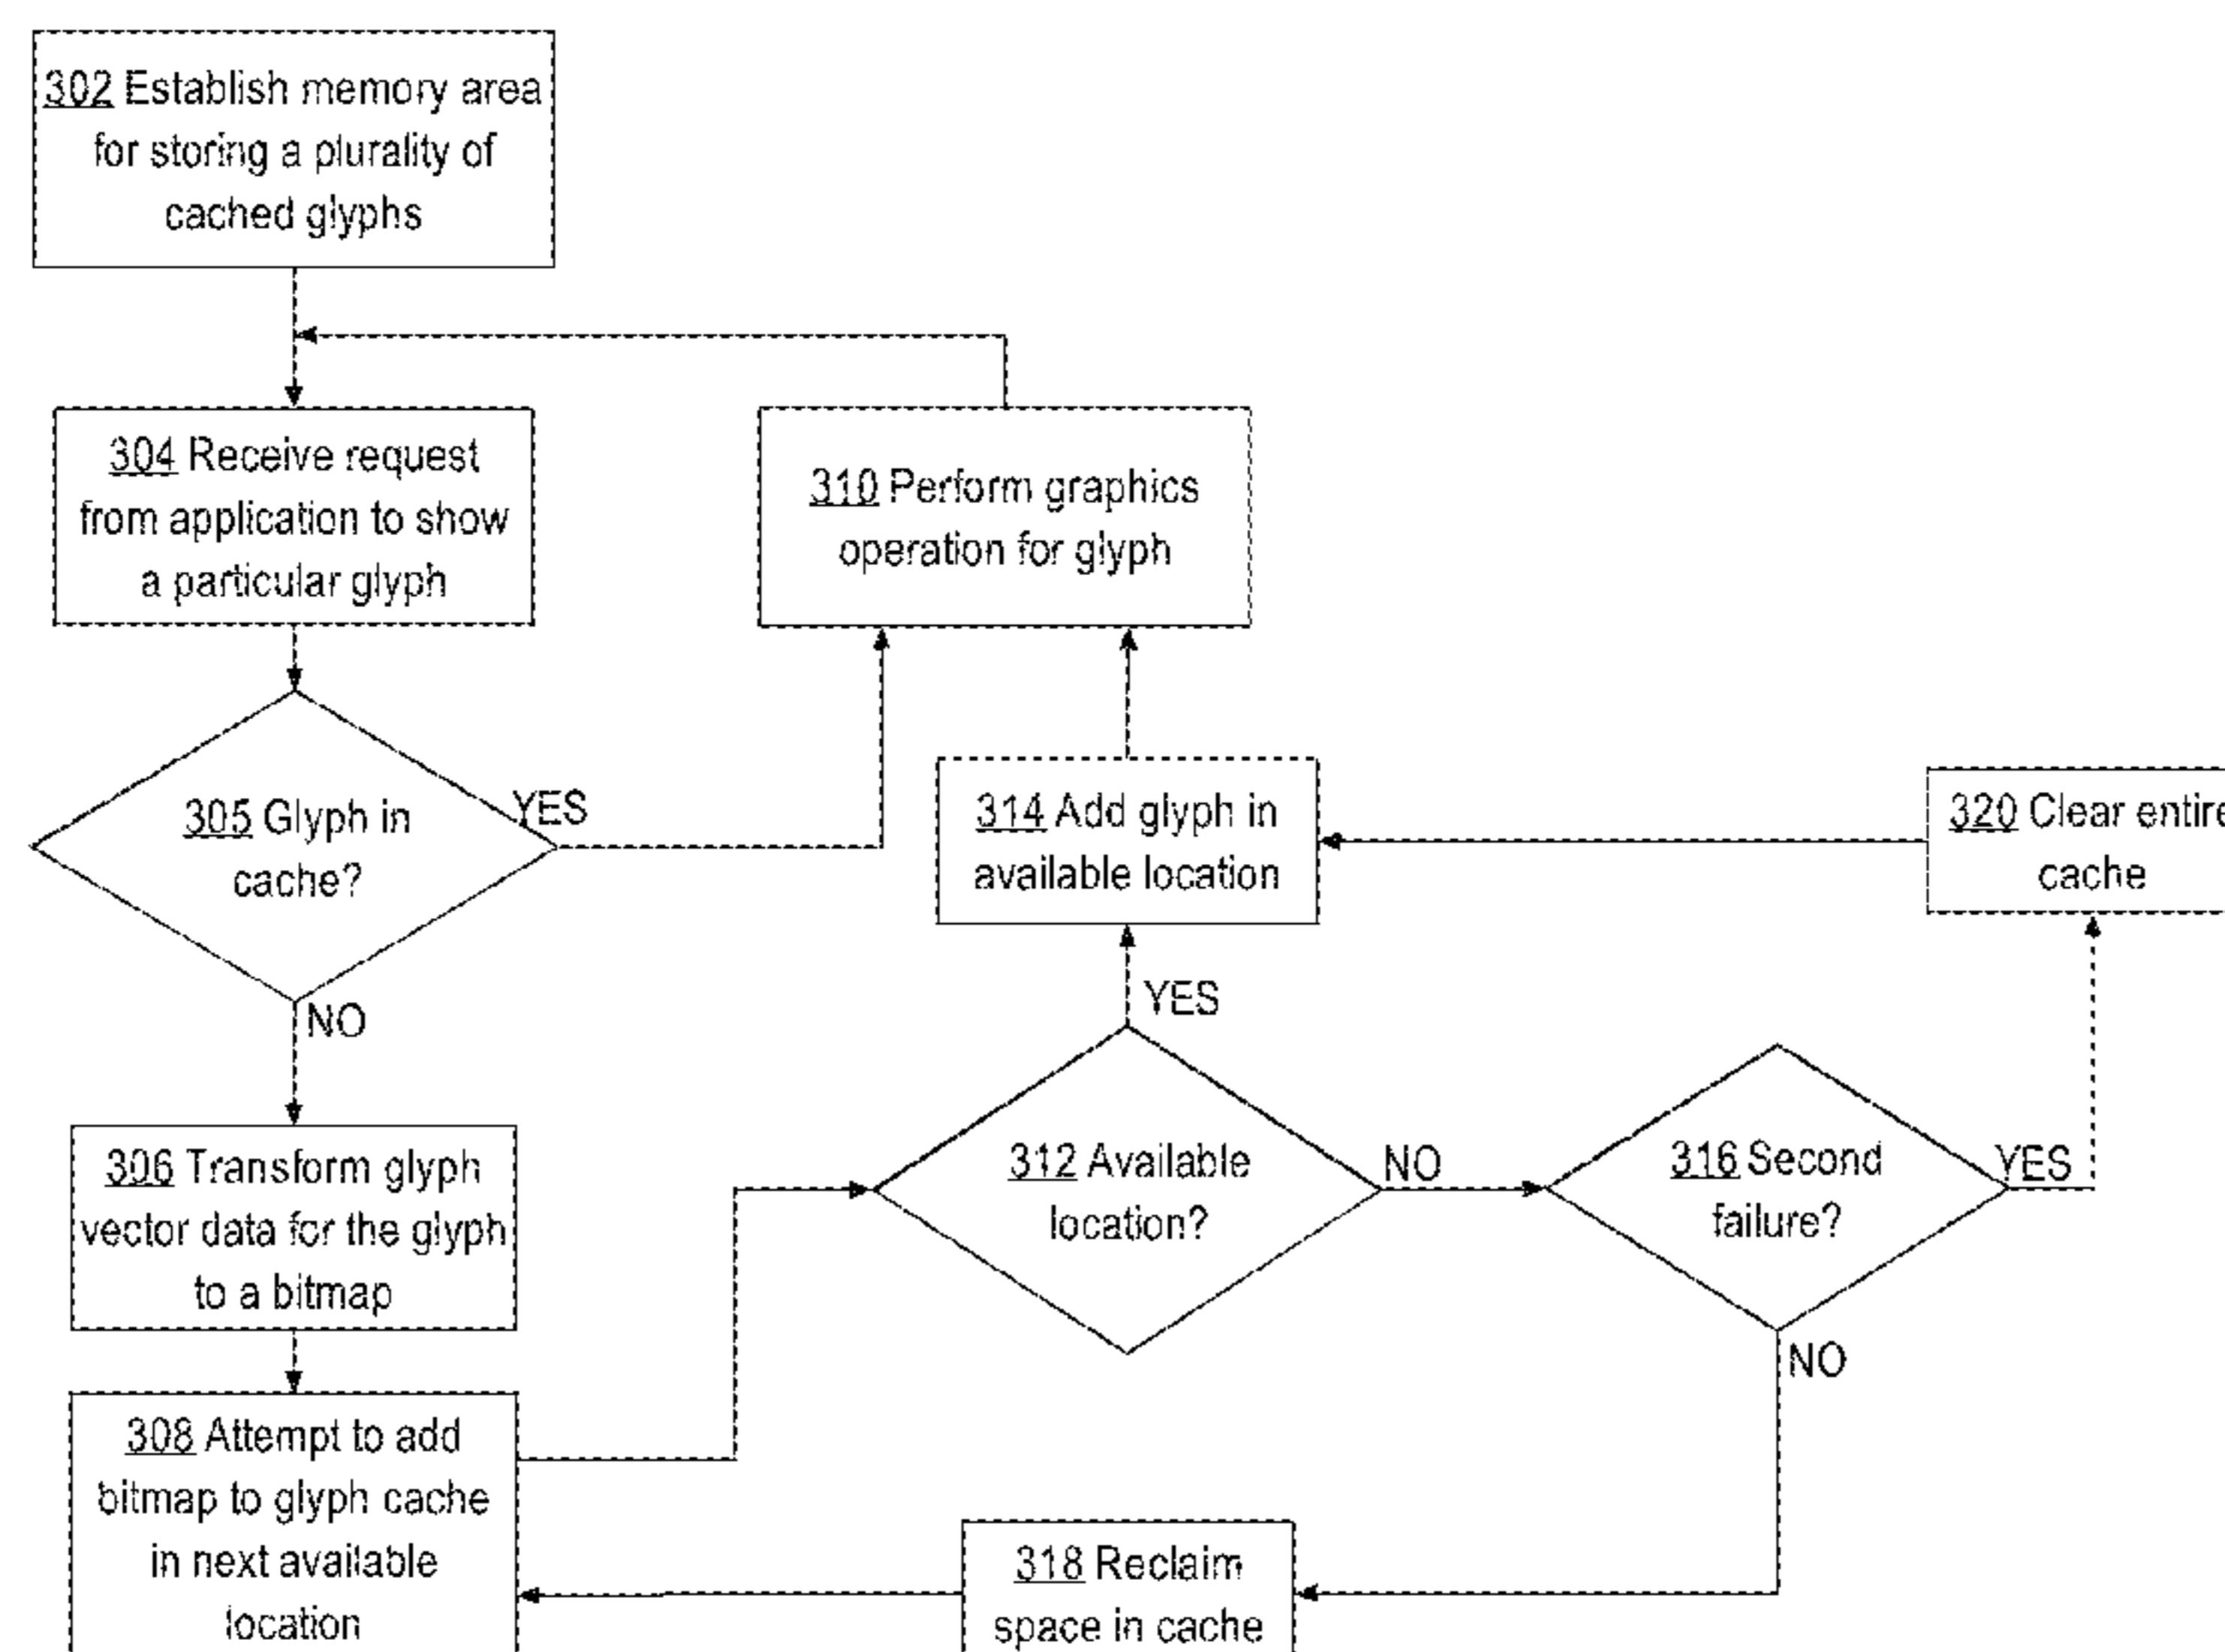 302 Establish memory area
for storing a plurality of
cached glyphs
304 Receive request
from application to show
a particular glyph
310 Perform graphics
operation for glyph
305 Glyph in
cache?
YES
314 Add glyph in
available location
320 Clear entire
cache
NO
YES
306 Transform glyph
vector data for the glyph
to a bitmap
312 Available
location?
NO
316 Second
failure?
YES
NO
308 Attempt to add
bitmap to glyph cache
in next available
location
318 Reclaim
space in cache